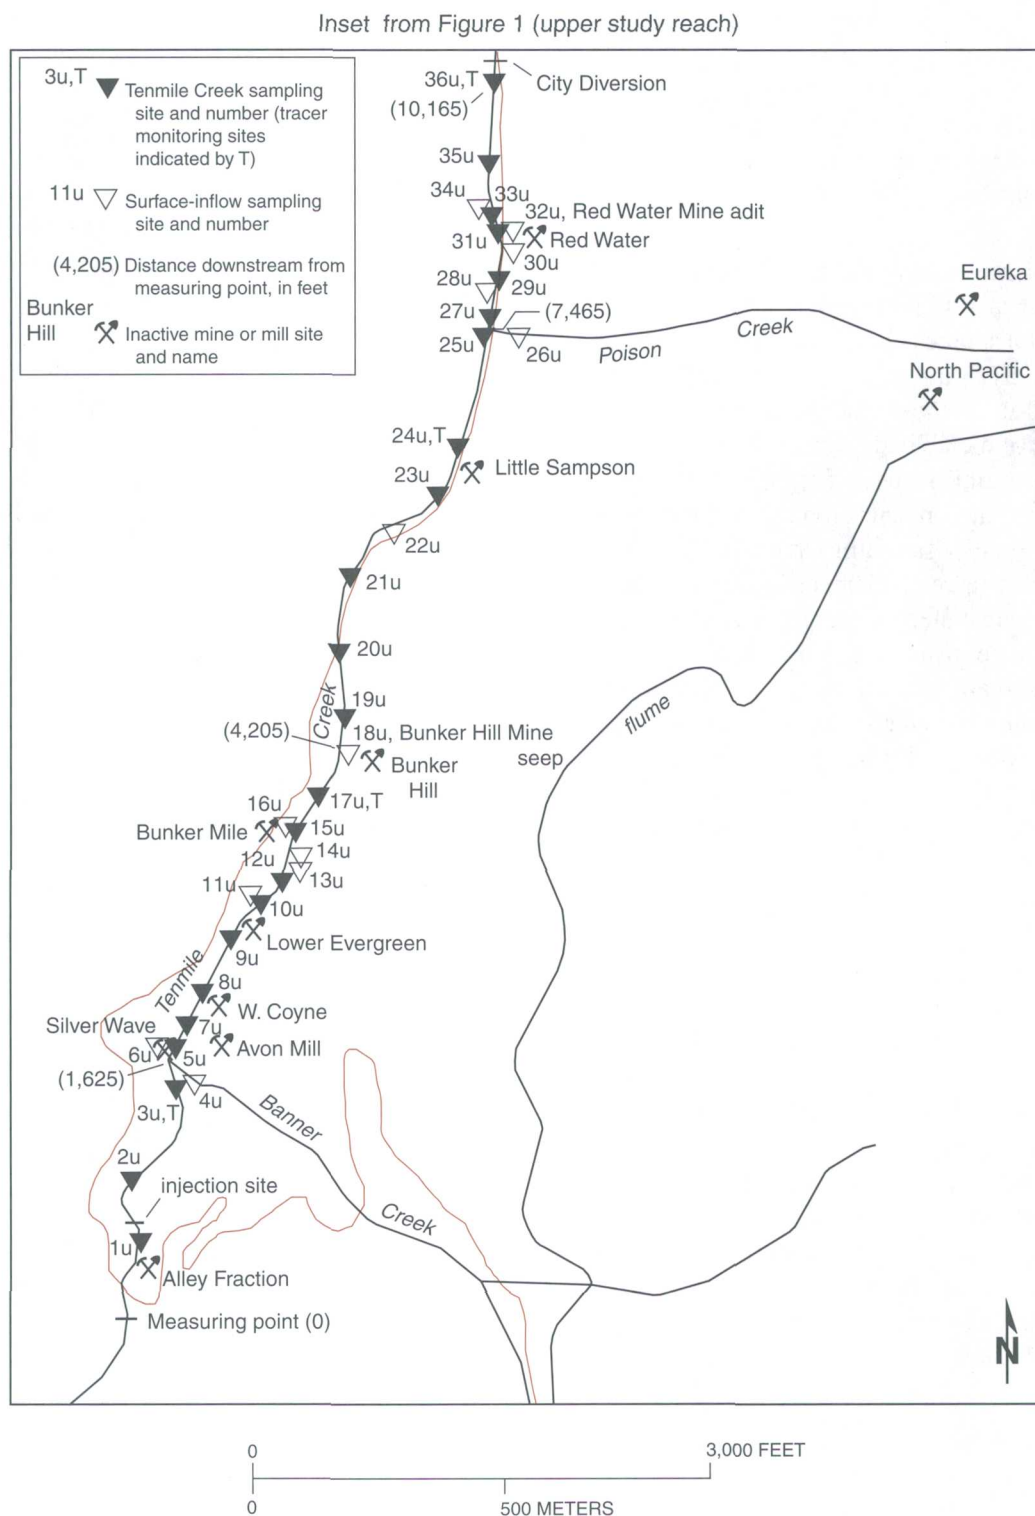 Inset from Figure 1 (upper study reach)
3u,T
Tenmile Creek sampling
site and number (tracer
monitoring sites
indicated by T)
11u
Surface-inflow sampling
site and number
(4,205)
Distance downstream from
measuring point, in feet
Bunker
Hill
Inactive mine or mill site
and name
36u,T
City Diversion
(10,165)
35u
34u
33u
32u, Red Water Mine adit
31u
Red Water
30u
28u
29u
27u
(7,465)
25u
26u
Poison
Creek
Eureka
North Pacific
24u,T
23u
Little Sampson
22u
21u
20u
19u
Creek
(4,205)
18u, Bunker Hill Mine
seep
Bunker
Hill
flume
17u,T
16u
Bunker Mile
15u
14u
12u
13u
11u
10u
Lower Evergreen
9u
Tenmile
8u
W. Coyne
7u
Silver Wave
6u
5u
Avon Mill
(1,625)
4u
3u,T
Banner
Creek
2u
injection site
1u
Alley Fraction
Measuring point (0)
N
0
3,000 FEET
0
500 METERS